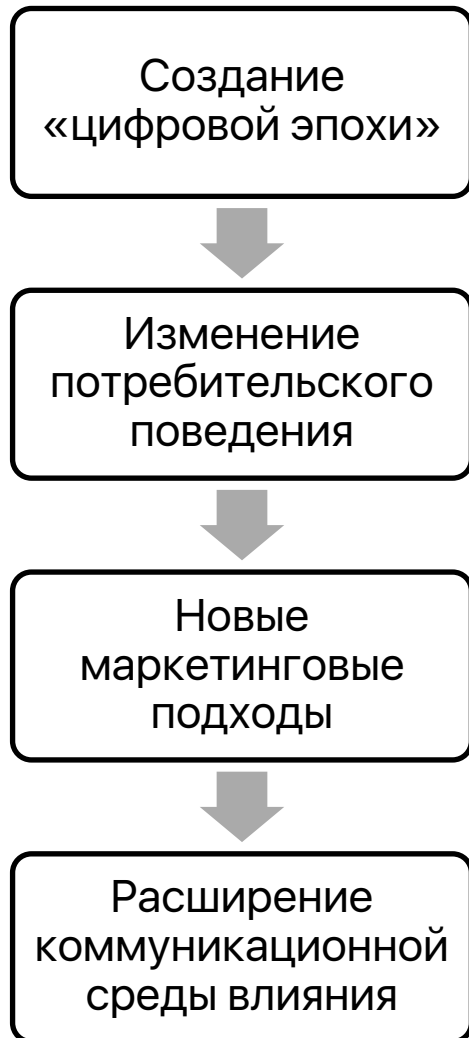 Создание
«цифровой эпохи»
Изменение
потребительского
поведения
Новые
маркетинговые
подходы
Расширение
коммуникационной
среды влияния